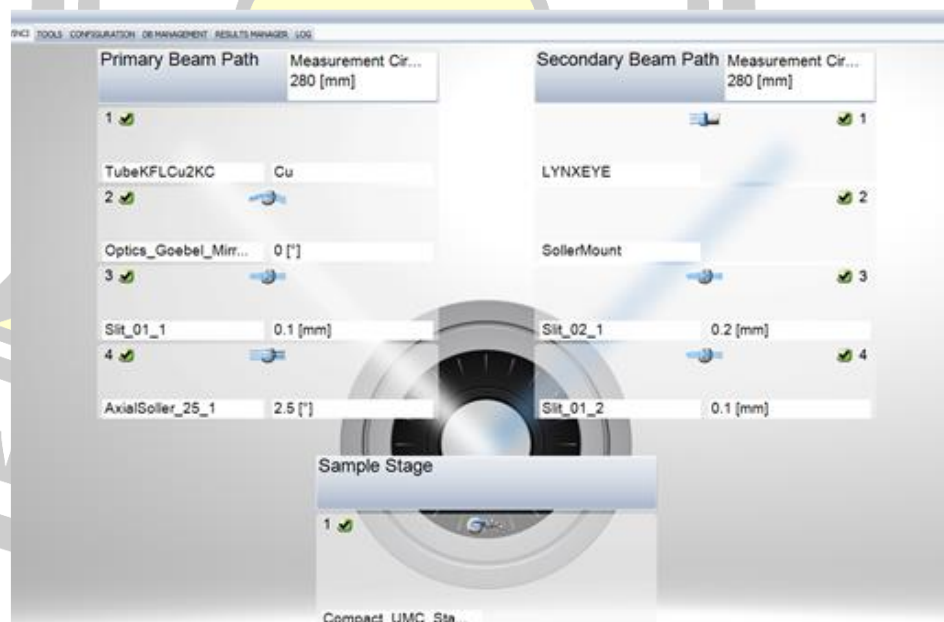 TOOLS CONFIGURATION DB MANAGEMENT RESULTS MANAGER LOG
Primary Beam Path
Measurement Cir...
280 [mm]
1
TubeKFLCu2KC Cu
2
Optics_Goebel_Mirr... 0 [°]
3
Slit_01_1 0.1 [mm]
4
AxialSoller_25_1 2.5 [°]
Secondary Beam Path
Measurement Cir...
280 [mm]
1
LYNXEYE
2
SollerMount
3
Slit_02_1 0.2 [mm]
4
Slit_01_2 0.1 [mm]
Sample Stage
1
Compact_UMC_Sta...